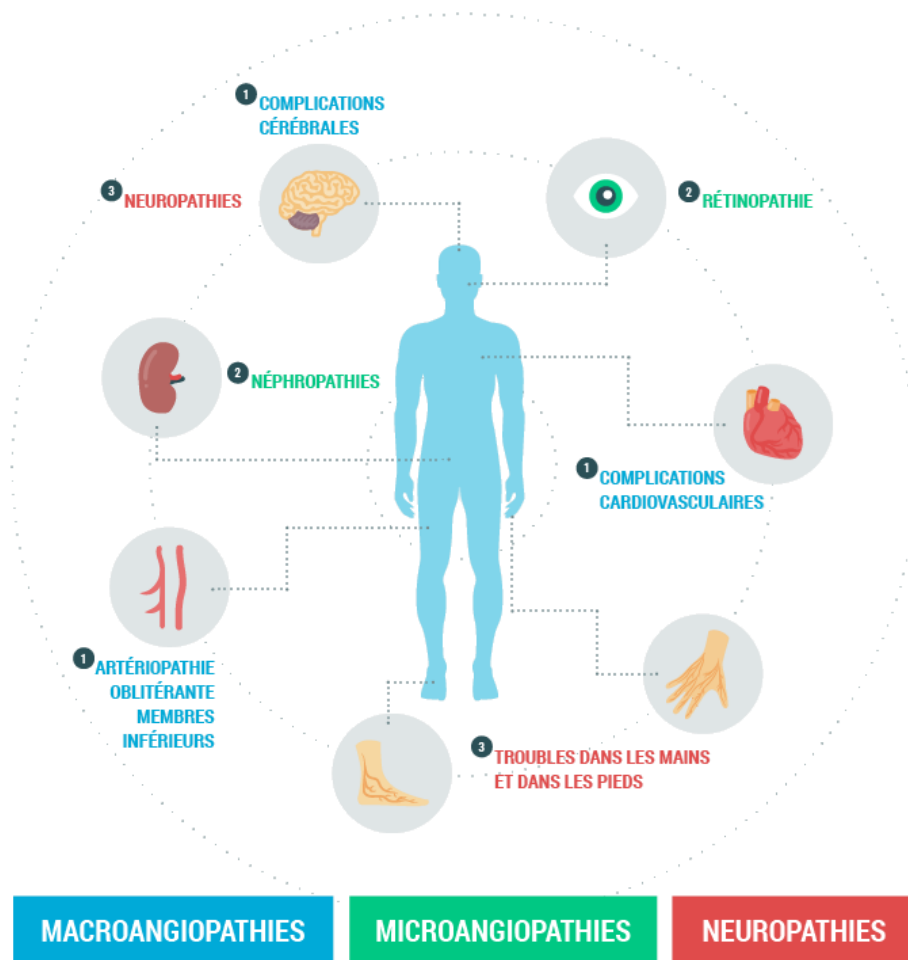 1 COMPLICATIONS
CÉRÉBRALES
3 NEUROPATHIES
2 RÉTINOPATHIE
2 NÉPHROPATHIES
1 COMPLICATIONS
CARDIOVASCULAIRES
1 ARTÉRIOPATHIE
OBLITÉRANTE
MEMBRES
INFÉRIEURS
3 TROUBLES DANS LES MAINS
ET DANS LES PIEDS
MACROANGIOPATHIES
MICROANGIOPATHIES
NEUROPATHIES